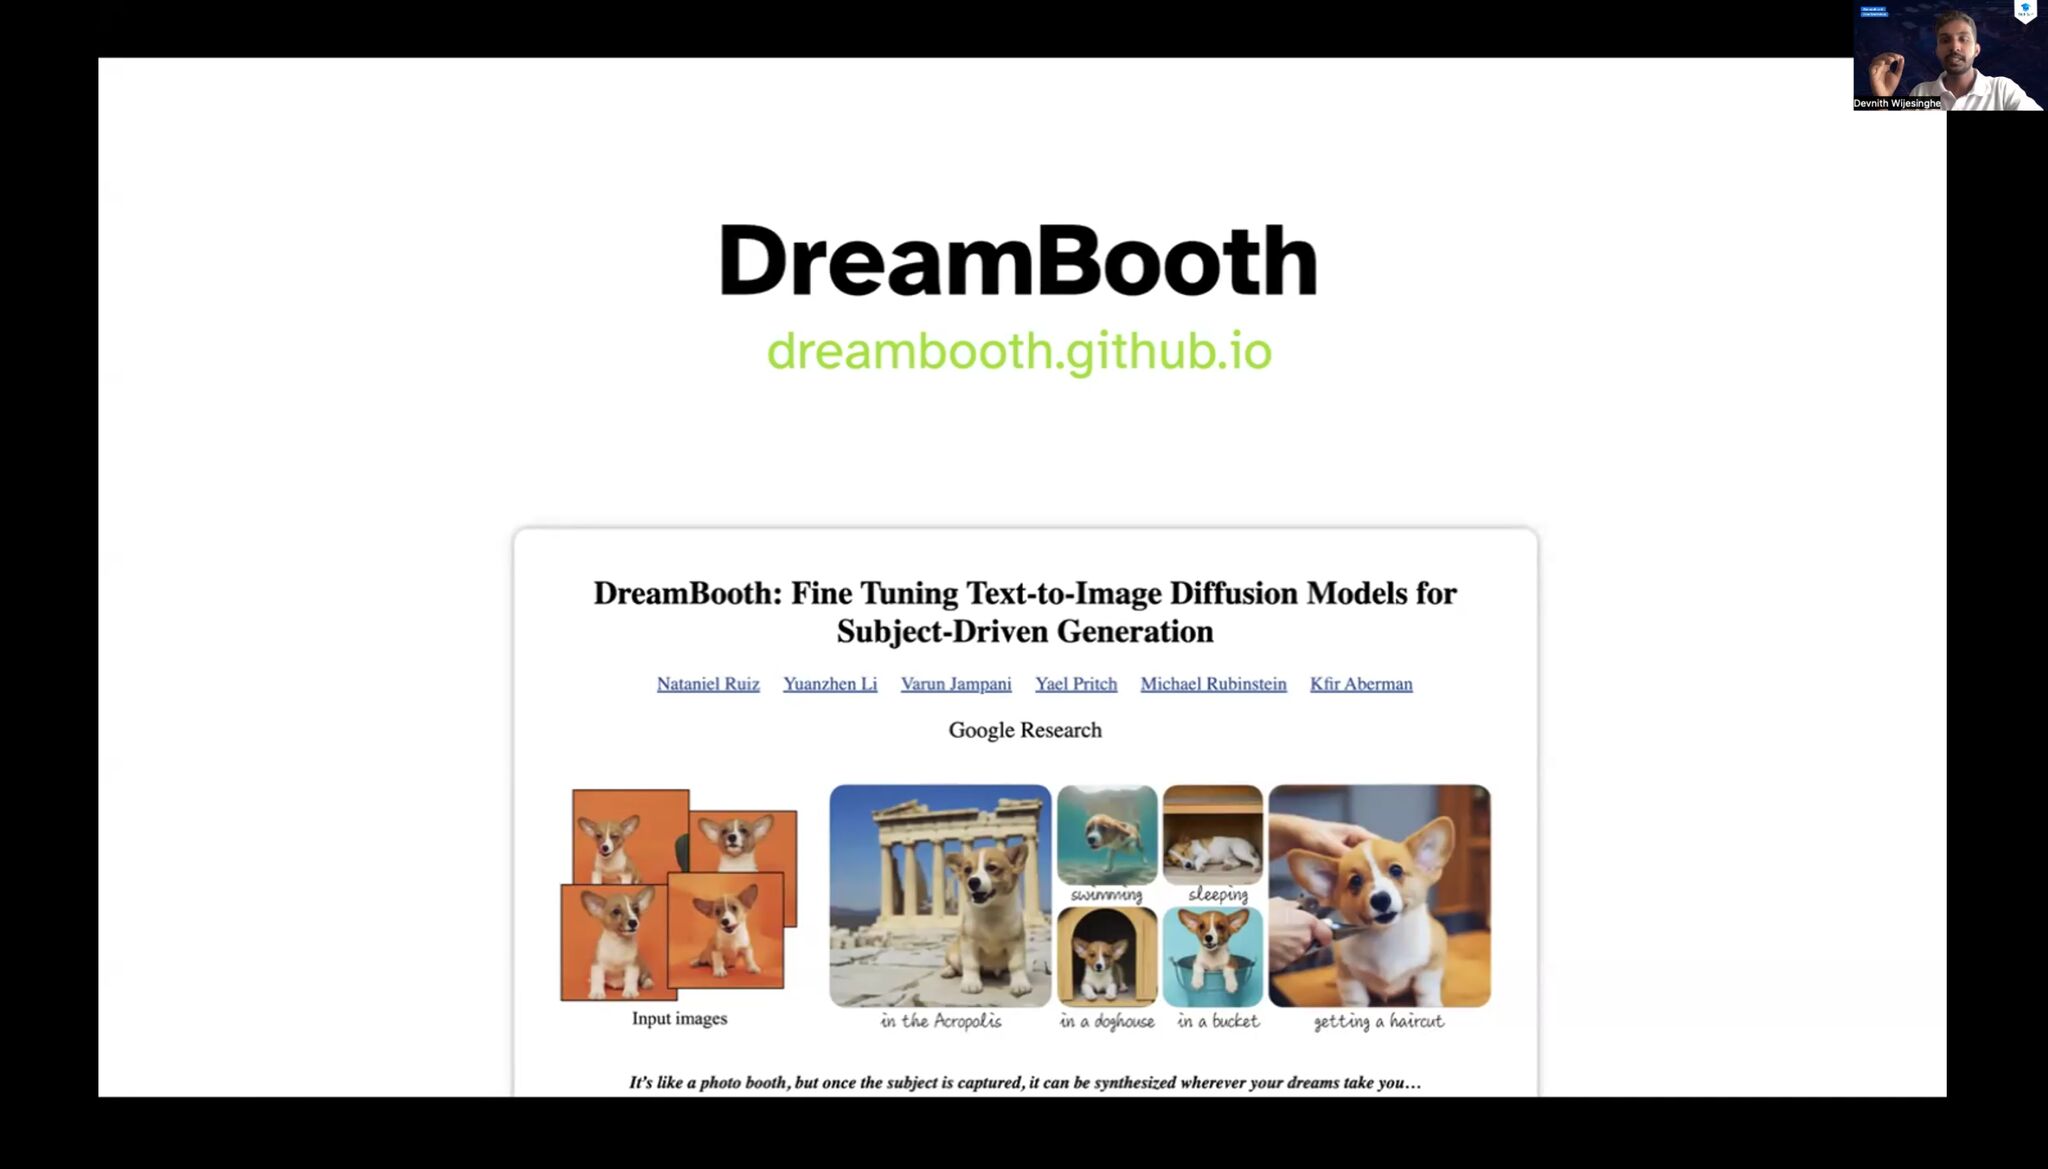 Devnith Wijesinghe
DreamBooth
dreambooth.github.io
DreamBooth: Fine Tuning Text-to-Image Diffusion Models for
Subject-Driven Generation
Nataniel Ruiz Yuanzhen Li Varun Jampani Yael Pritch Michael Rubinstein Kfir Aberman
Google Research
swimming sleeping
Input images
in the Acropolis in a doghouse in a bucket getting a haircut
It's like a photo booth, but once the subject is captured, it can be synthesized wherever your dreams take you…